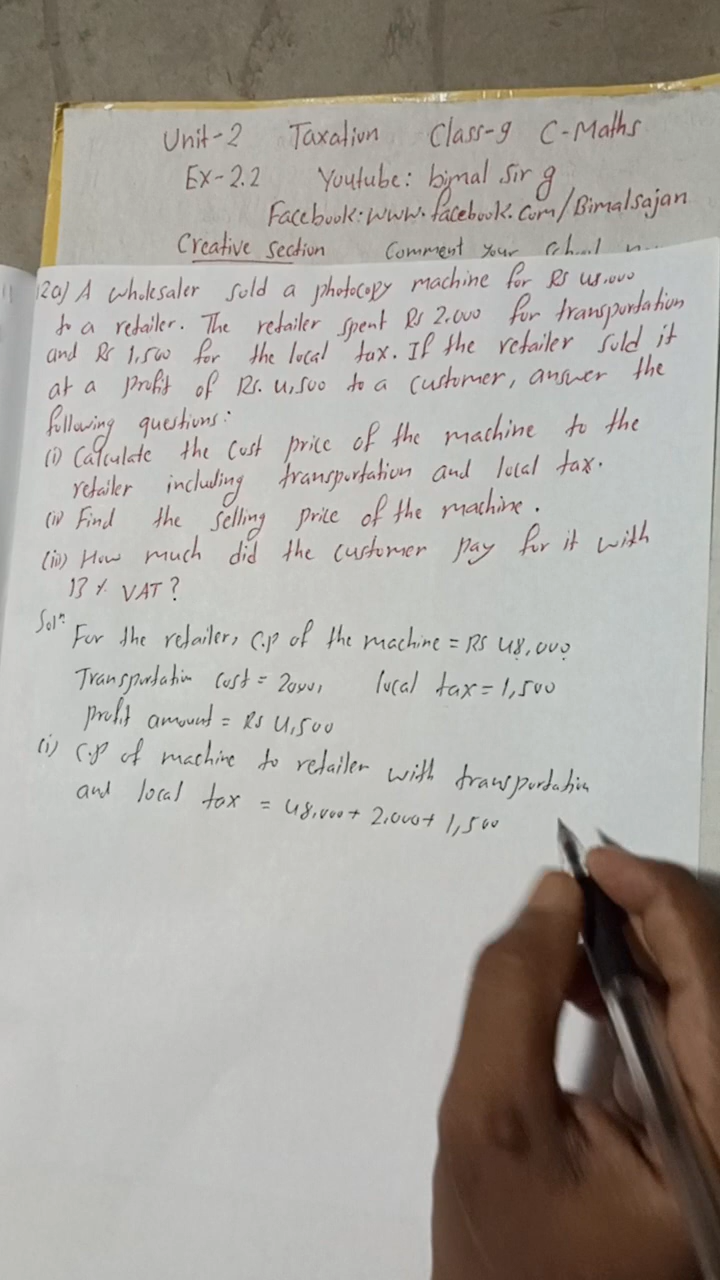 Unit-2 Taxation Class-9 C-Maths
Ex-2.2 Youtube: bimal sir g
Facebook: www.facebook.com/Bimalsajan
Creative section Comment your School
12a) A wholesaler sold a photocopy machine for Rs 48,000
to a retailer. The retailer spent Rs 2,000 for transportation
and Rs 1,500 for the local tax. If the retailer sold it
at a profit of Rs. 4,500 to a customer, answer the
following questions:
(i) Calculate the cost price of the machine to the
retailer including transportation and local tax.
(ii) Find the selling price of the machine.
(iii) How much did the customer pay for it with
13% VAT?
Solⁿ
For the retailer, C.P of the machine = RS 48,000
Transportation cost = 2000, local tax = 1,500
profit amount = RS 4,500
(i) C.P of machine to retailer with transportation
and local tax = 48,000 + 2,000 + 1,500